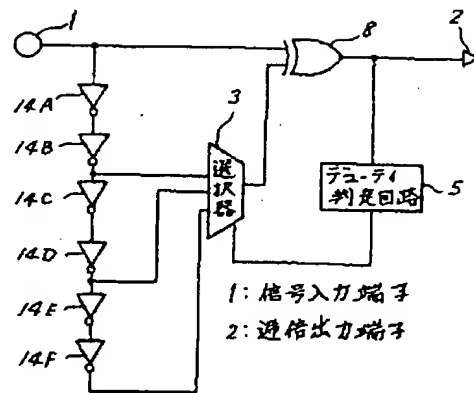 1
8
2
14A
14B
3
14C
選択器
デューティ
判定回路
5
14D
14E
1: 信号入力端子
14F
2: 逓倍出力端子